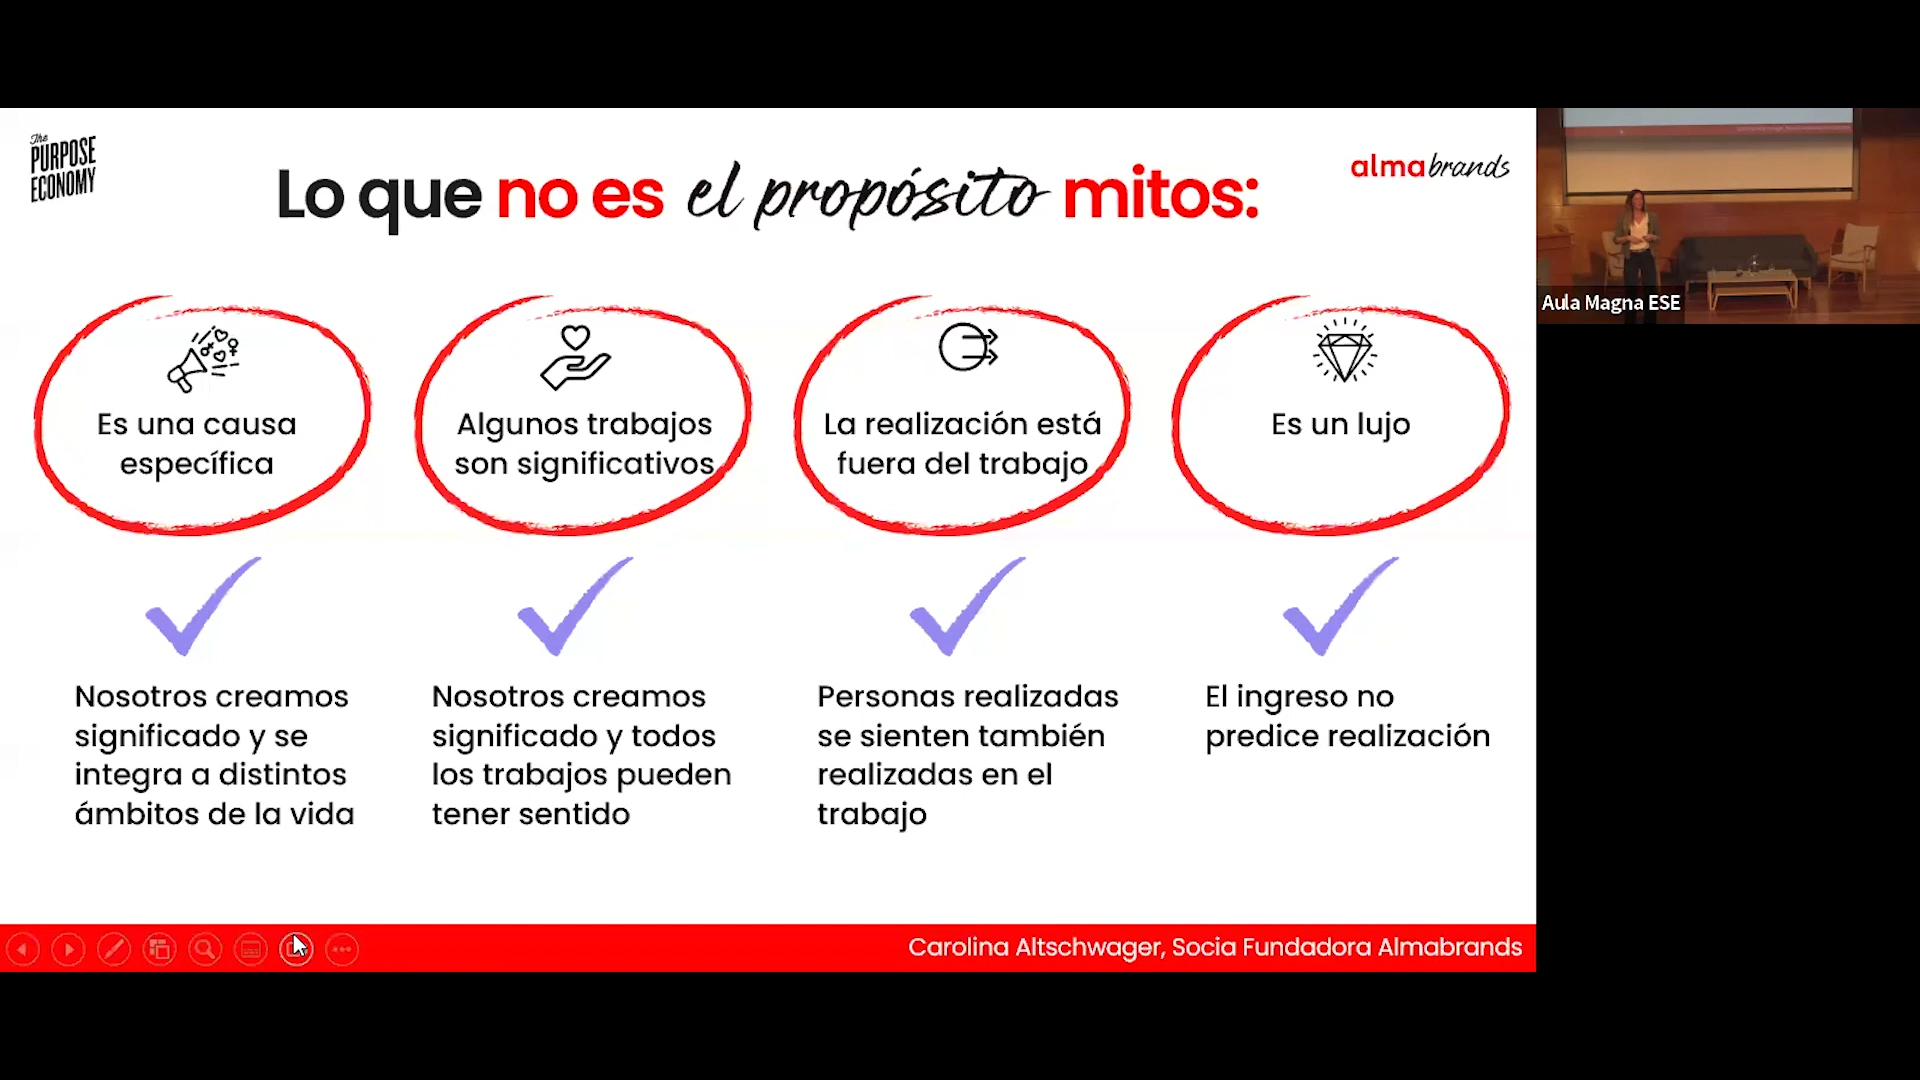 The
PURPOSE
ECONOMY
Lo que no es el propósito mitos:
almabrands
Es una causa
específica
Algunos trabajos
son significativos
La realización está
fuera del trabajo
Es un lujo
Nosotros creamos
significado y se
integra a distintos
ámbitos de la vida
Nosotros creamos
significado y todos
los trabajos pueden
tener sentido
Personas realizadas
se sienten también
realizadas en el
trabajo
El ingreso no
predice realización
Carolina Altschwager, Socia Fundadora Almabrands
Aula Magna ESE